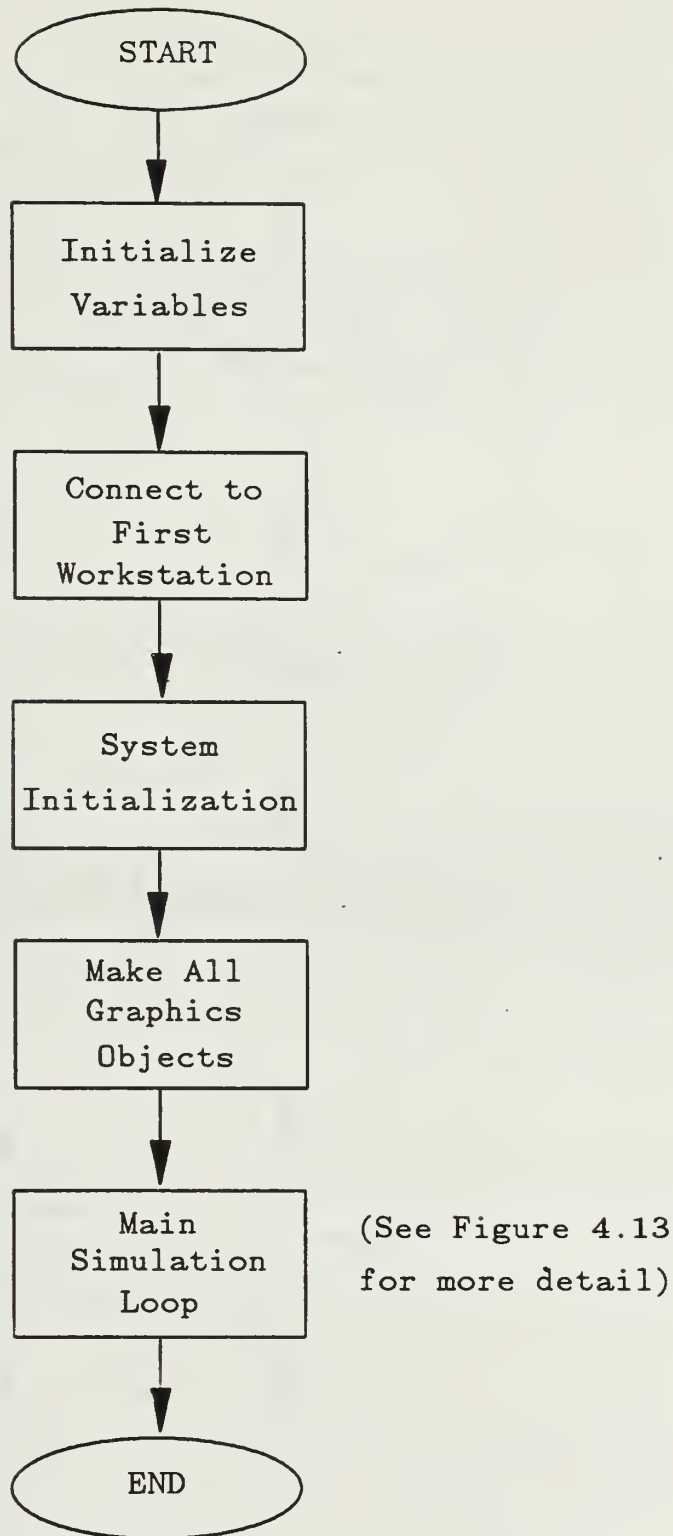 START
Initialize
Variables
Connect to
First
Workstation
System
Initialization
Make All
Graphics
Objects
Main
Simulation
Loop
(See Figure 4.13
for more detail)
END